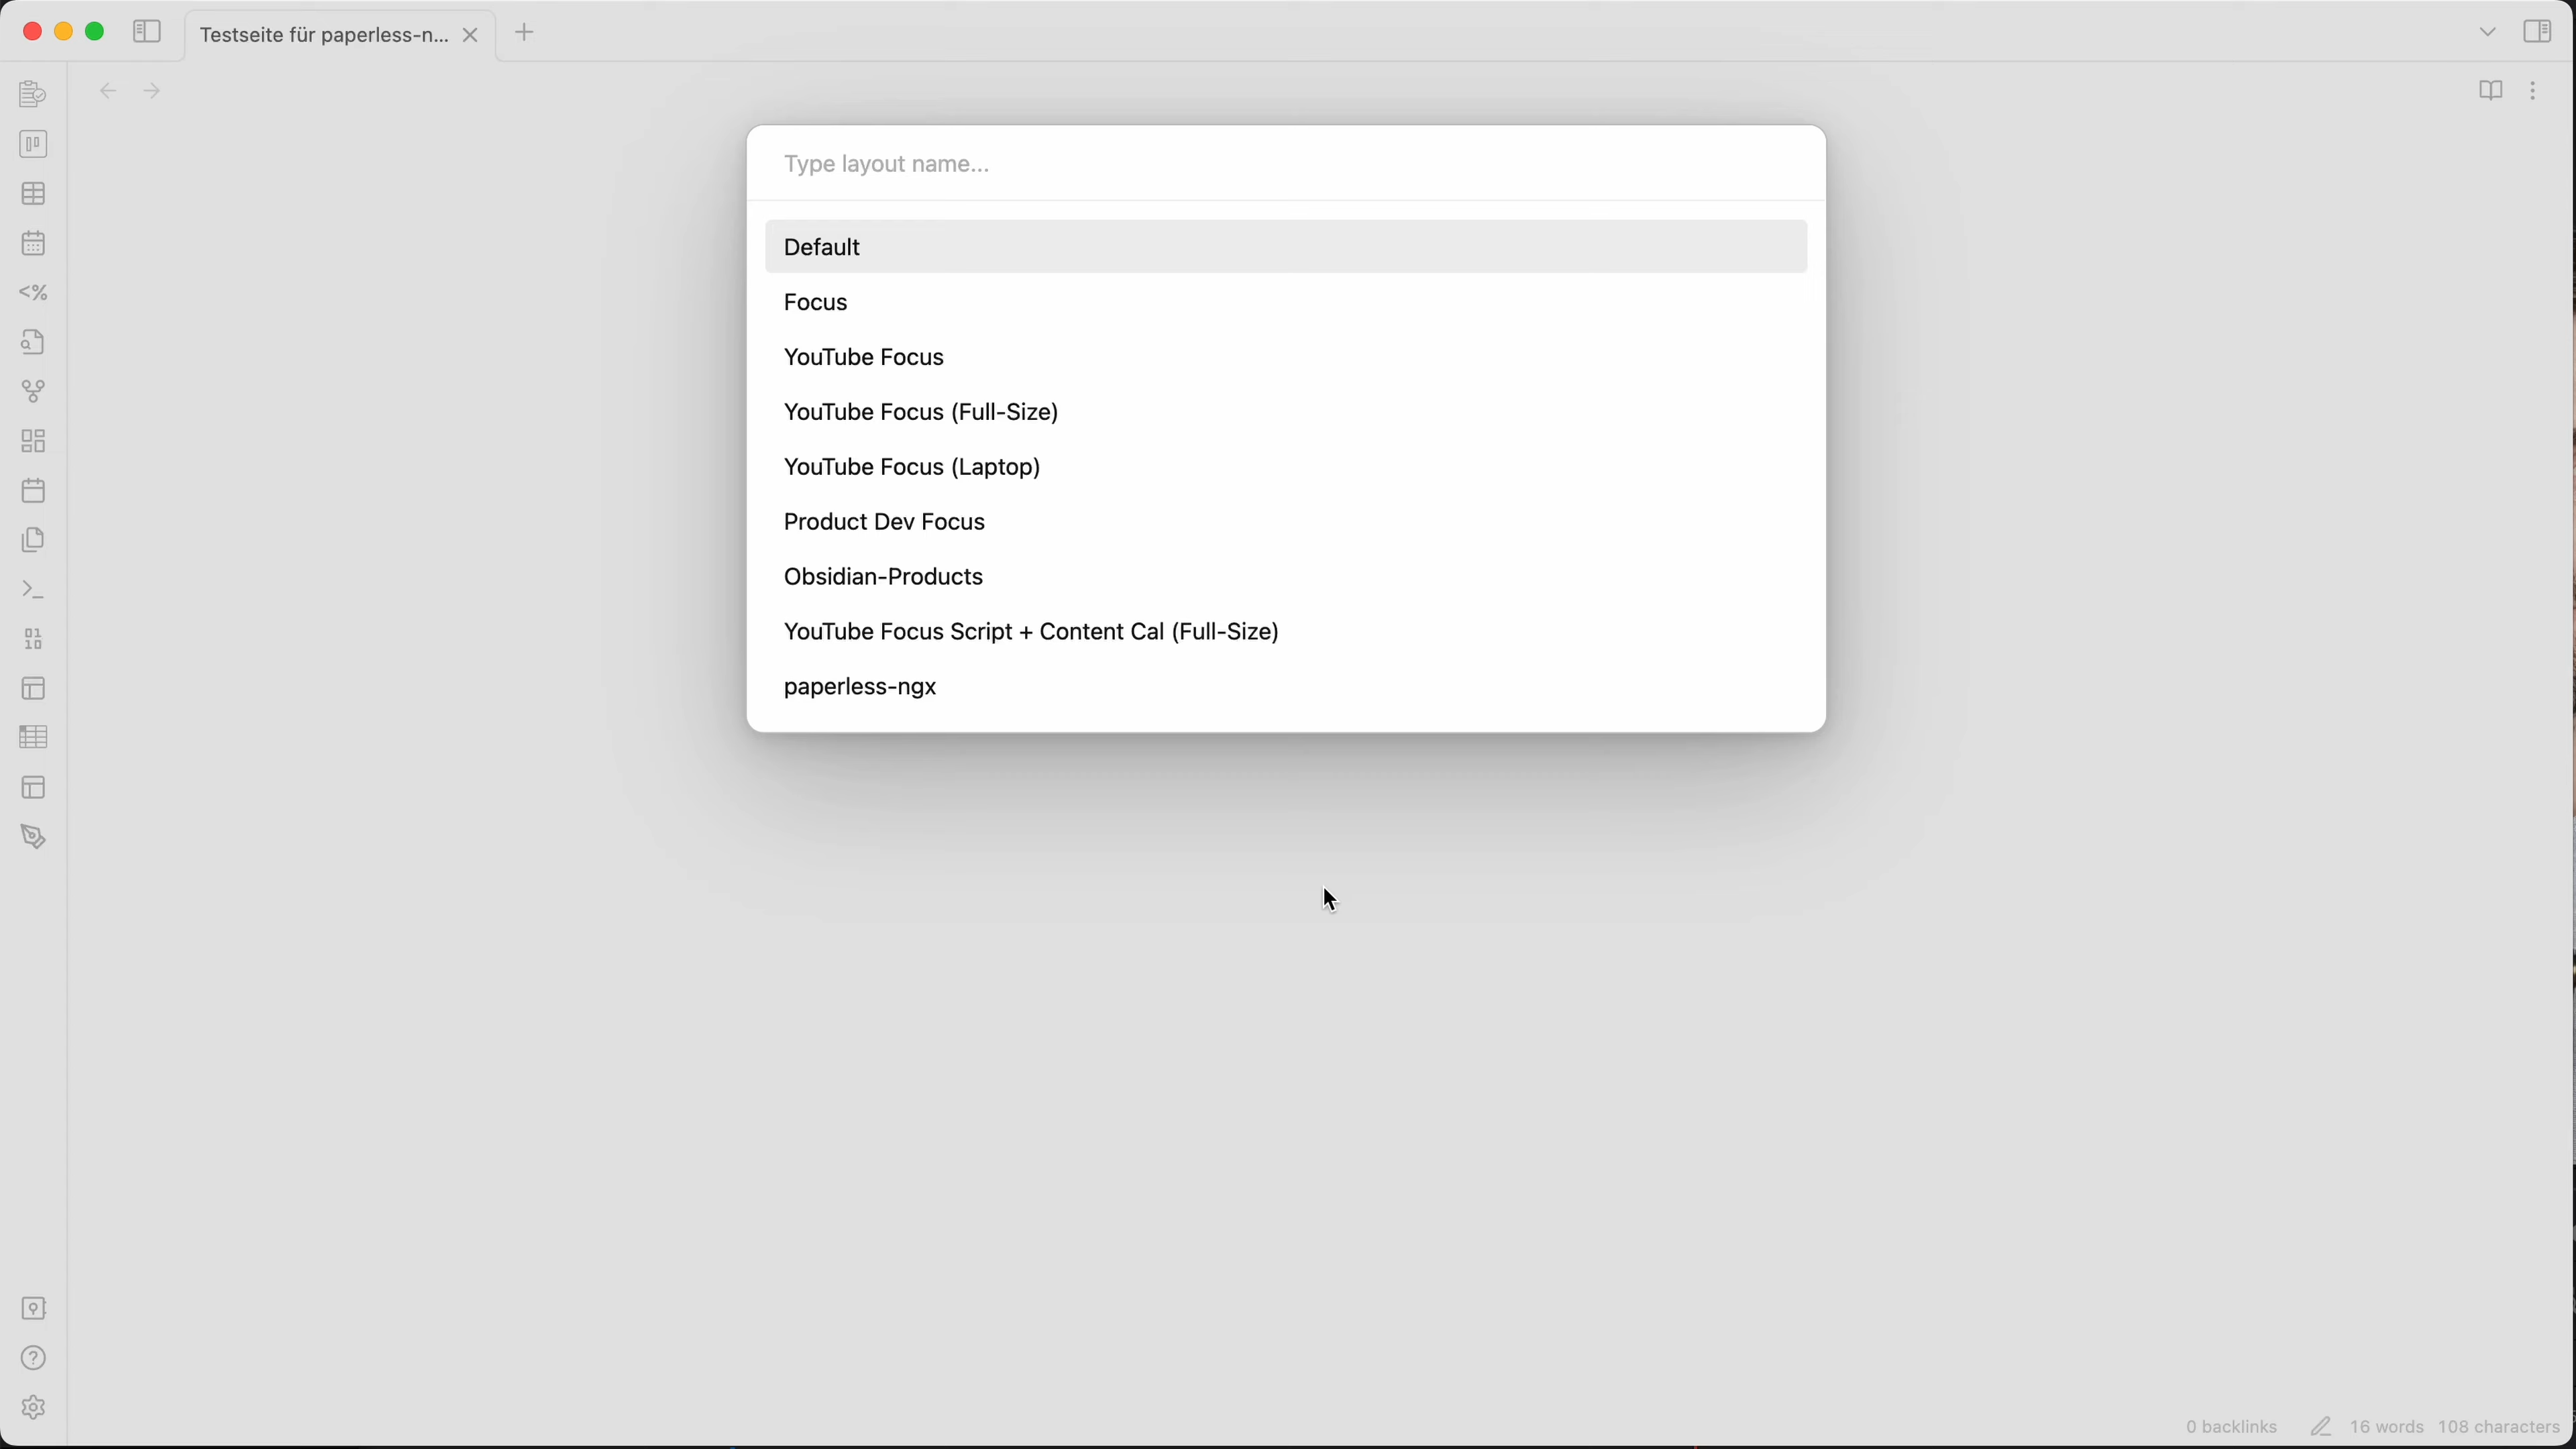 Testseite für paperless-n...
Type layout name...
Default
Focus
YouTube Focus
YouTube Focus (Full-Size)
YouTube Focus (Laptop)
Product Dev Focus
Obsidian-Products
YouTube Focus Script + Content Cal (Full-Size)
paperless-ngx
0 backlinks 16 words 108 characters